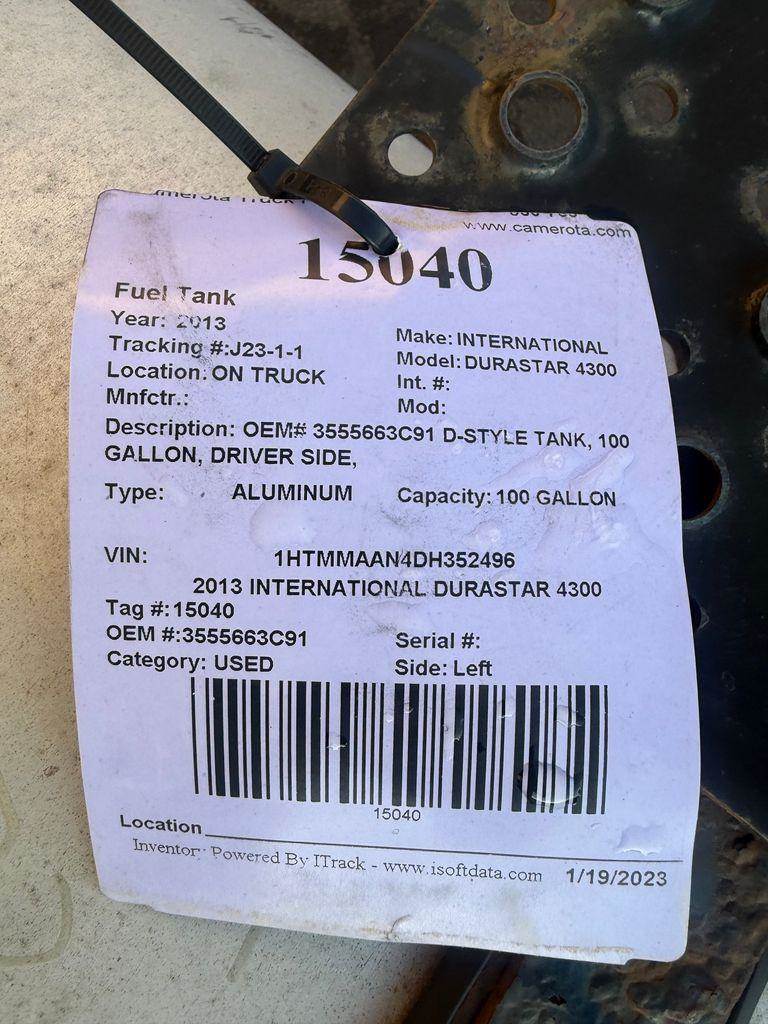 www.camerota.com
15040
Fuel Tank
Year: 2013
Make: INTERNATIONAL
Tracking #:J23-1-1
Model: DURASTAR 4300
Location: ON TRUCK
Int. #:
Mnfctr.:
Mod:
Description: OEM# 3555663C91 D-STYLE TANK, 100
GALLON, DRIVER SIDE,
Type: ALUMINUM Capacity: 100 GALLON
VIN: 1HTMMAAN4DH352496
2013 INTERNATIONAL DURASTAR 4300
Tag #:15040
OEM #:3555663C91 Serial #:
Category: USED Side: Left
15040
Location
Inventory Powered By ITrack - www.isoftdata.com 1/19/2023